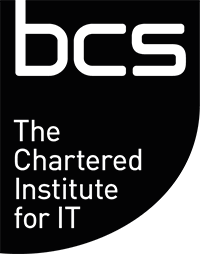 bcs
The
Chartered
Institute
for IT